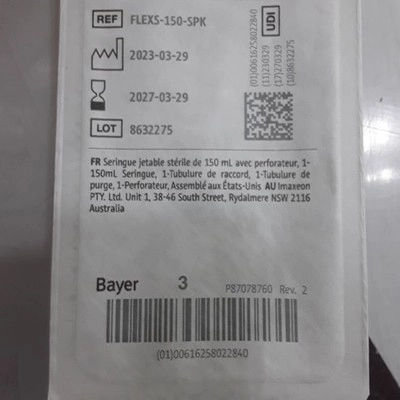 REF FLEXS-150-SPK
2023-03-29
2027-03-29
LOT 8632275
UDI
(01)00616258022840
(11)230329
(17)270329
(10)8632275
FR Seringue jetable stérile de 150 mL avec perforateur, 1-
150mL Seringue, 1-Tubulure de raccord, 1-Tubulure de
purge, 1-Perforateur, Assemblé aux États-Unis AU Imaxeon
PTY. Ltd. Unit 1, 38-46 South Street, Rydalmere NSW 2116
Australia
Bayer 3 P87078760 Rev. 2
(01)00616258022840